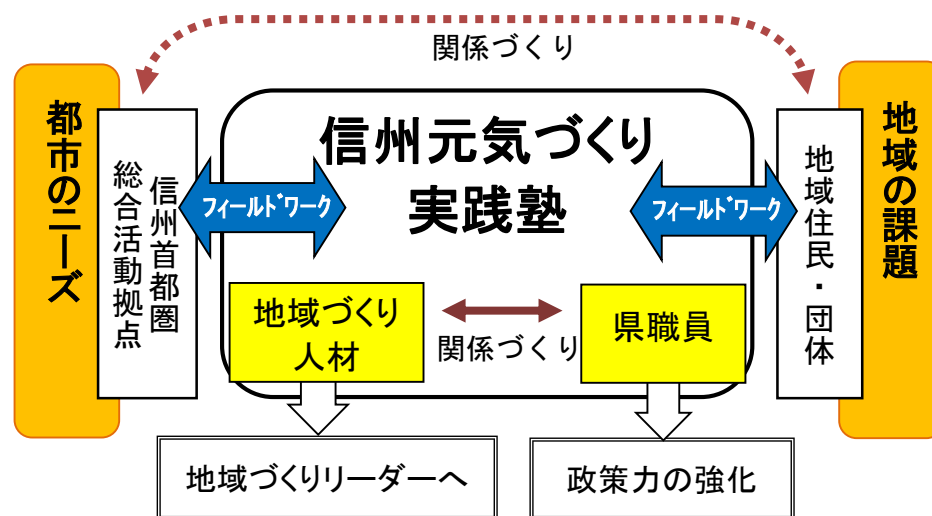 関係づくり
都市のニーズ
信州首都圏
総合活動拠点
フィールドワーク
信州元気づくり
実践塾
フィールドワーク
地域住民・団体
地域の課題
地域づくり
人材
関係づくり
県職員
地域づくりリーダーへ
政策力の強化